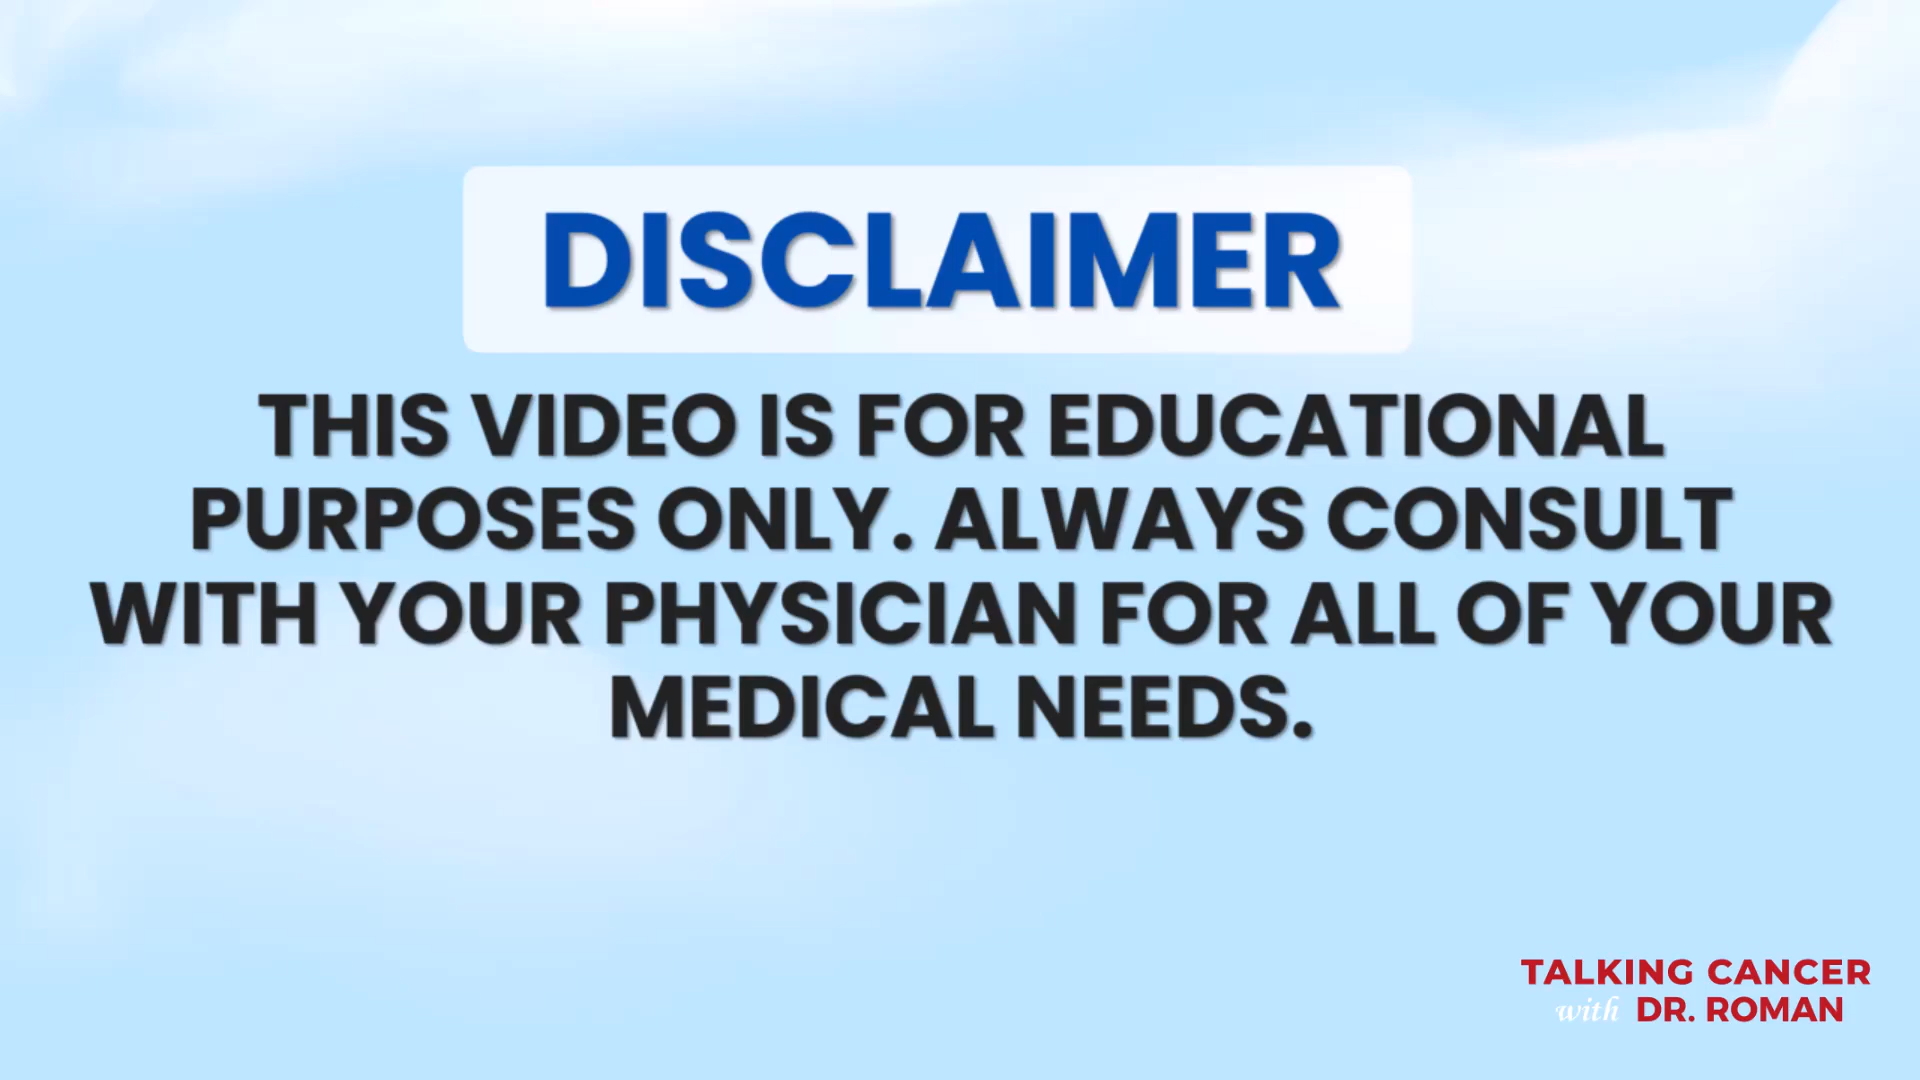 DISCLAIMER
THIS VIDEO IS FOR EDUCATIONAL
PURPOSES ONLY. ALWAYS CONSULT
WITH YOUR PHYSICIAN FOR ALL OF YOUR
MEDICAL NEEDS.
TALKING CANCER
with DR. ROMAN